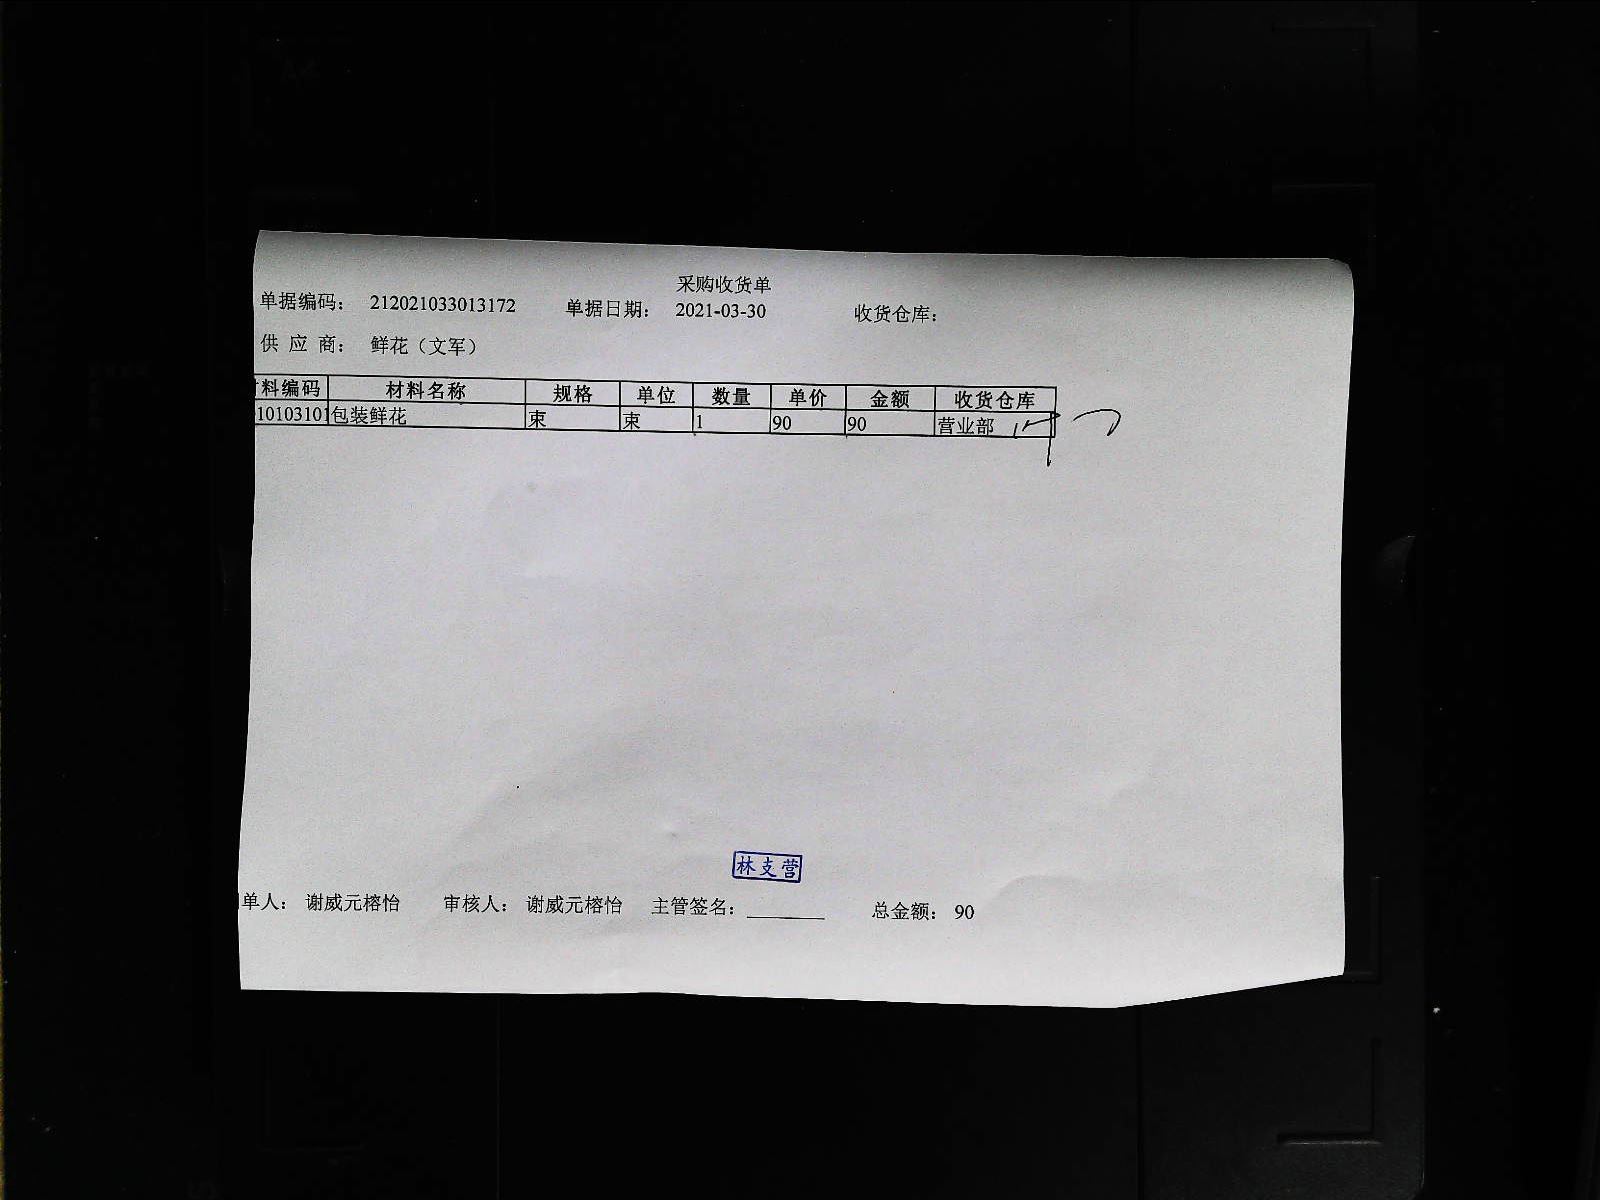 采购收货单
单据编码： 212021033013172 单据日期： 2021-03-30 收货仓库：
供 应 商： 鲜花（文军）
料编码 材料名称 规格 单位 数量 单价 金额 收货仓库
10103101 包装鲜花 束 束 1 90 90 营业部
林支营
单人： 谢威元榕怡 审核人： 谢威元榕怡 主管签名： ________ 总金额： 90